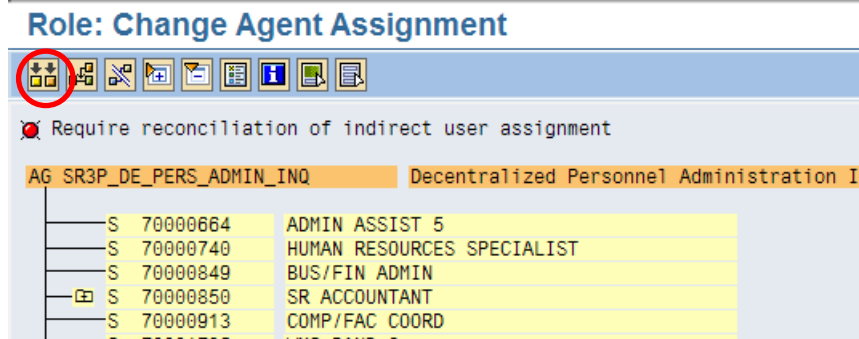 Role: Change Agent Assignment
Require reconciliation of indirect user assignment
AG SR3P_DE_PERS_ADMIN_INQ Decentralized Personnel Administration I
S 70000664 ADMIN ASSIST 5
S 70000740 HUMAN RESOURCES SPECIALIST
S 70000849 BUS/FIN ADMIN
S 70000850 SR ACCOUNTANT
S 70000913 COMP/FAC COORD